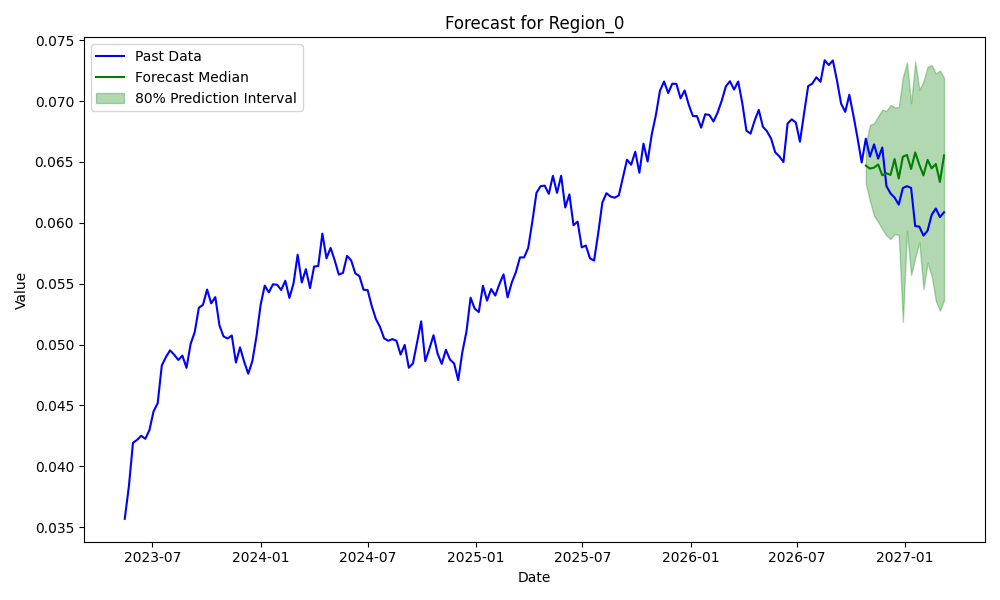 Forecast for Region_0
Past Data
Forecast Median
80% Prediction Interval
0.075
0.070
0.065
0.060
0.055
0.050
0.045
0.040
0.035
Value
2023-07
2024-01
2024-07
2025-01
2025-07
2026-01
2026-07
2027-01
Date